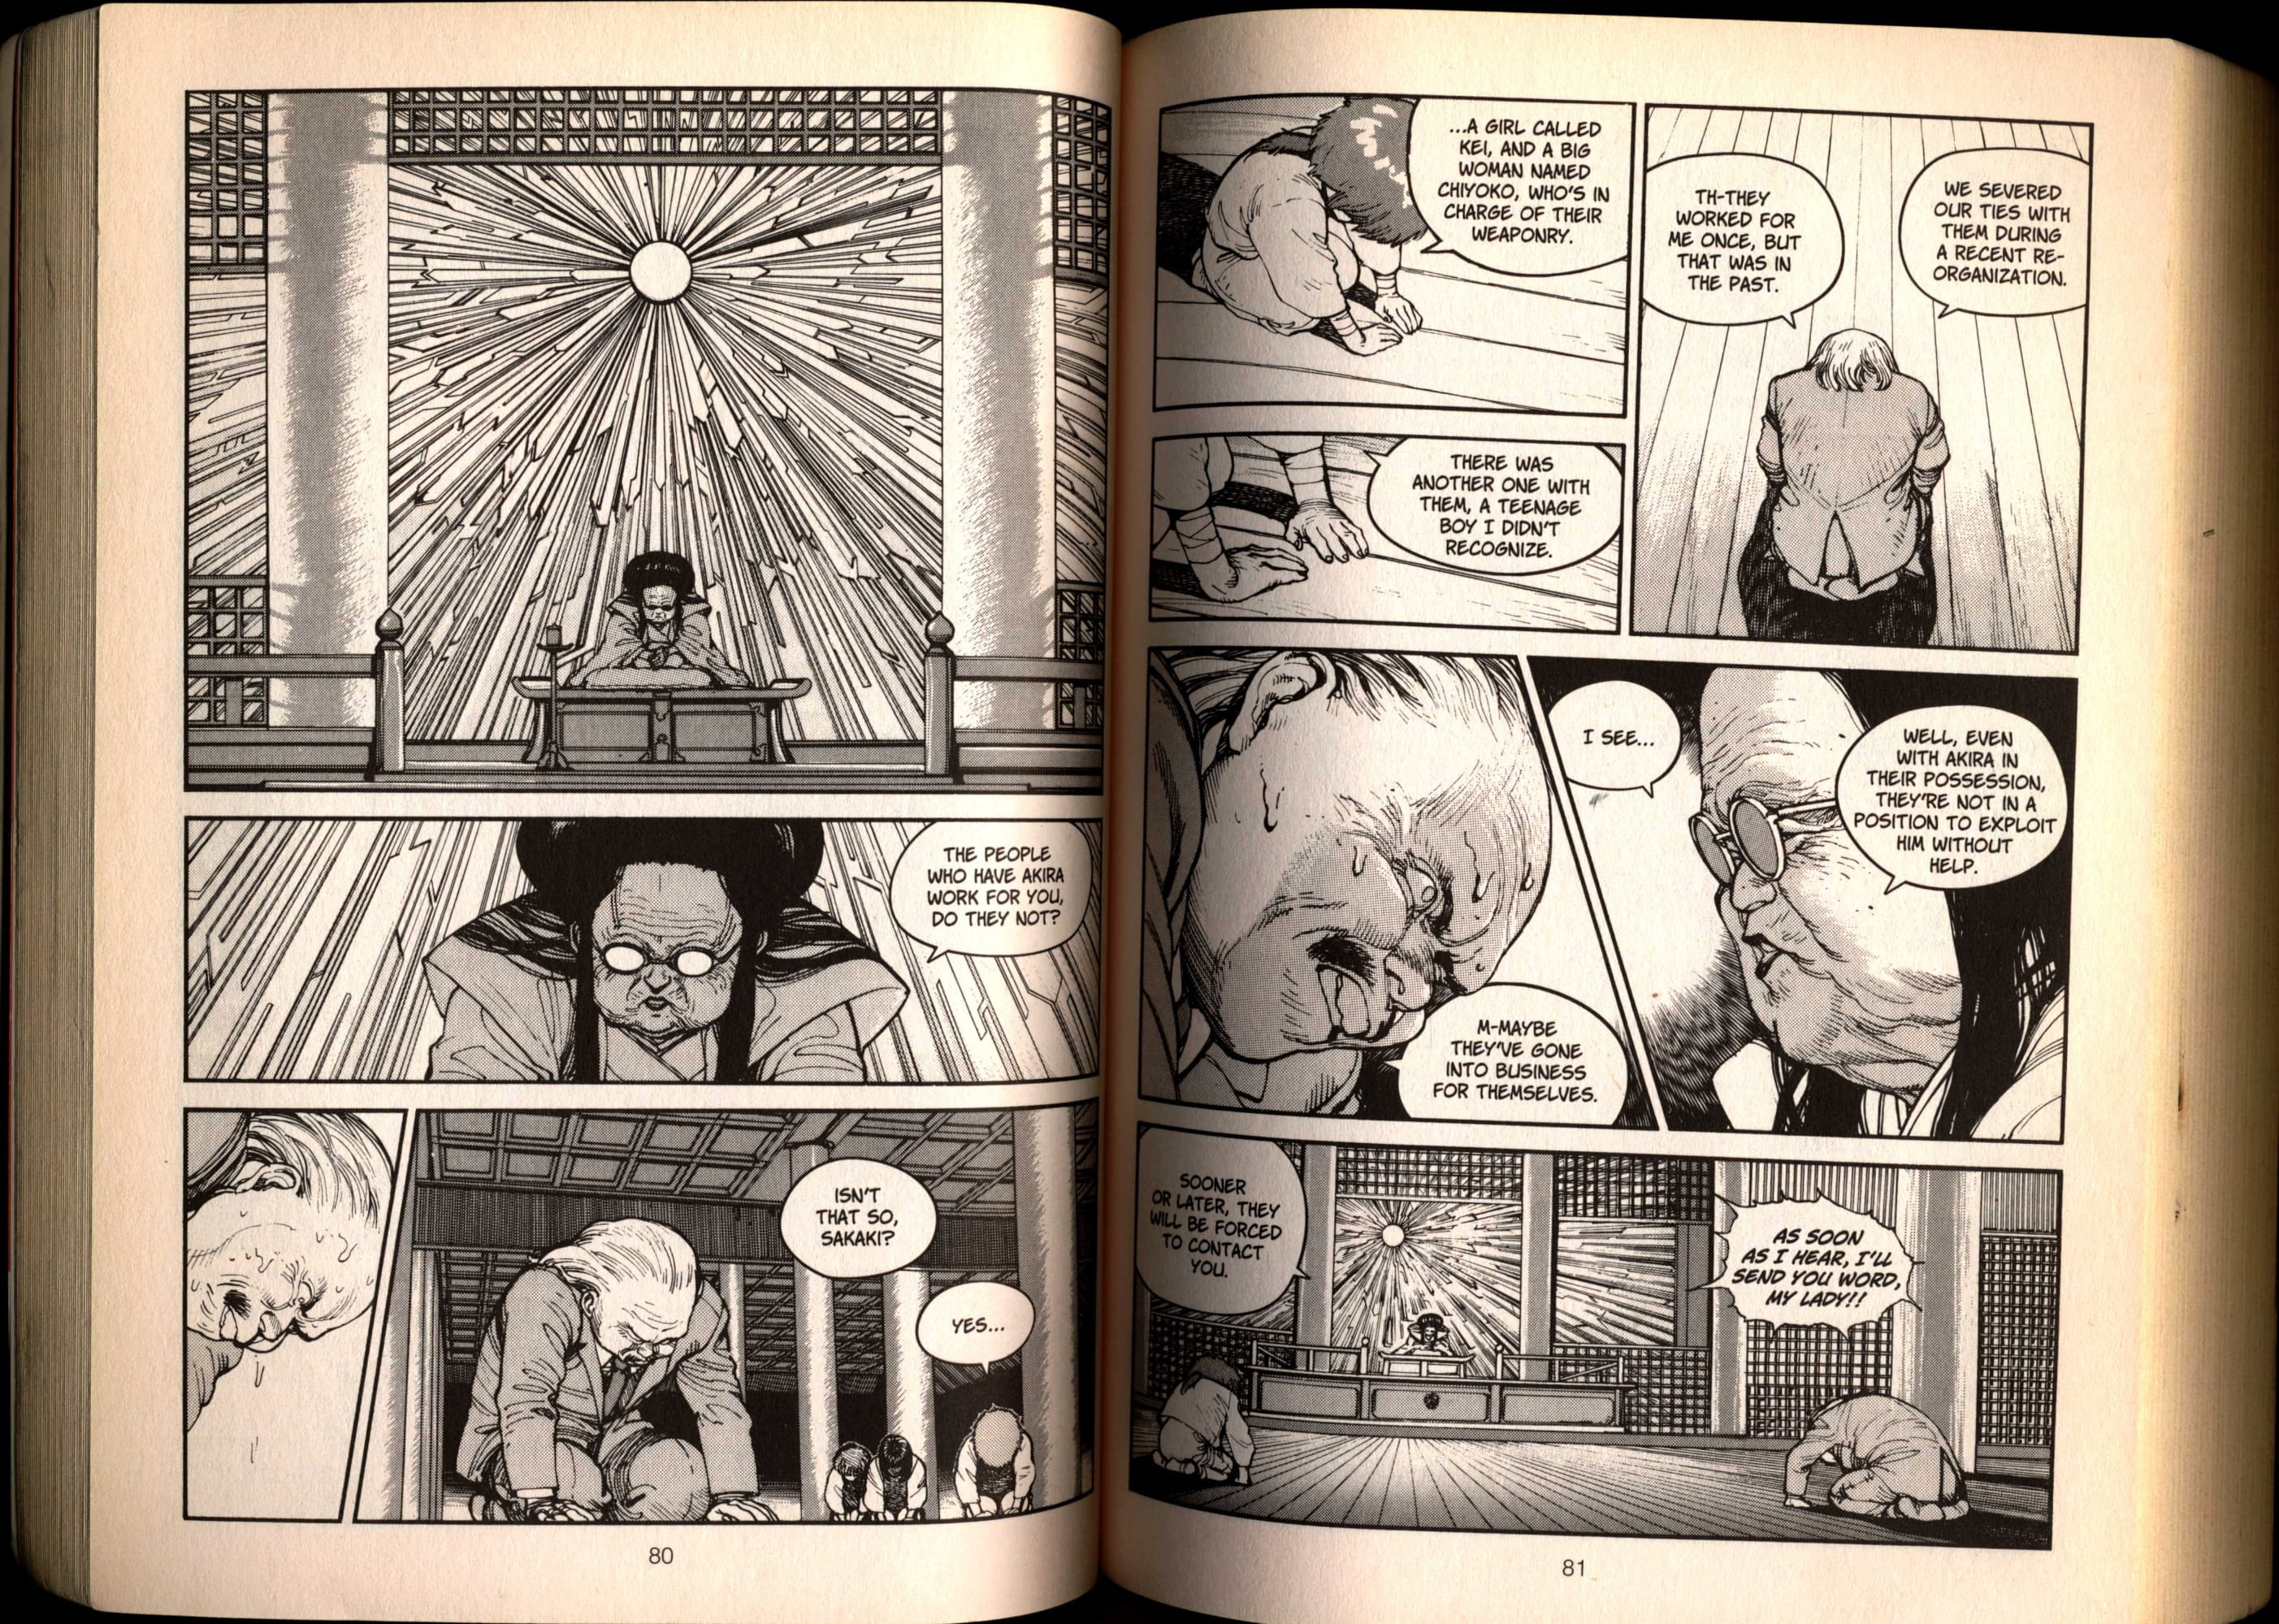 THE PEOPLE
WHO HAVE AKIRA
WORK FOR YOU,
DO THEY NOT?
ISN'T
THAT SO,
SAKAKI?
YES...
80
...A GIRL CALLED
KEI, AND A BIG
WOMAN NAMED
CHIYOKO, WHO'S IN
CHARGE OF THEIR
WEAPONRY.
THERE WAS
ANOTHER ONE WITH
THEM, A TEENAGE
BOY I DIDN'T
RECOGNIZE.
TH-THEY
WORKED FOR
ME ONCE, BUT
THAT WAS IN
THE PAST.
WE SEVERED
OUR TIES WITH
THEM DURING
A RECENT RE-
ORGANIZATION.
M-MAYBE
THEY'VE GONE
INTO BUSINESS
FOR THEMSELVES.
I SEE...
WELL, EVEN
WITH AKIRA IN
THEIR POSSESSION,
THEY'RE NOT IN A
POSITION TO EXPLOIT
HIM WITHOUT
HELP.
SOONER
OR LATER, THEY
WILL BE FORCED
TO CONTACT
YOU.
AS SOON
AS I HEAR, I'LL
SEND YOU WORD,
MY LADY!!
81